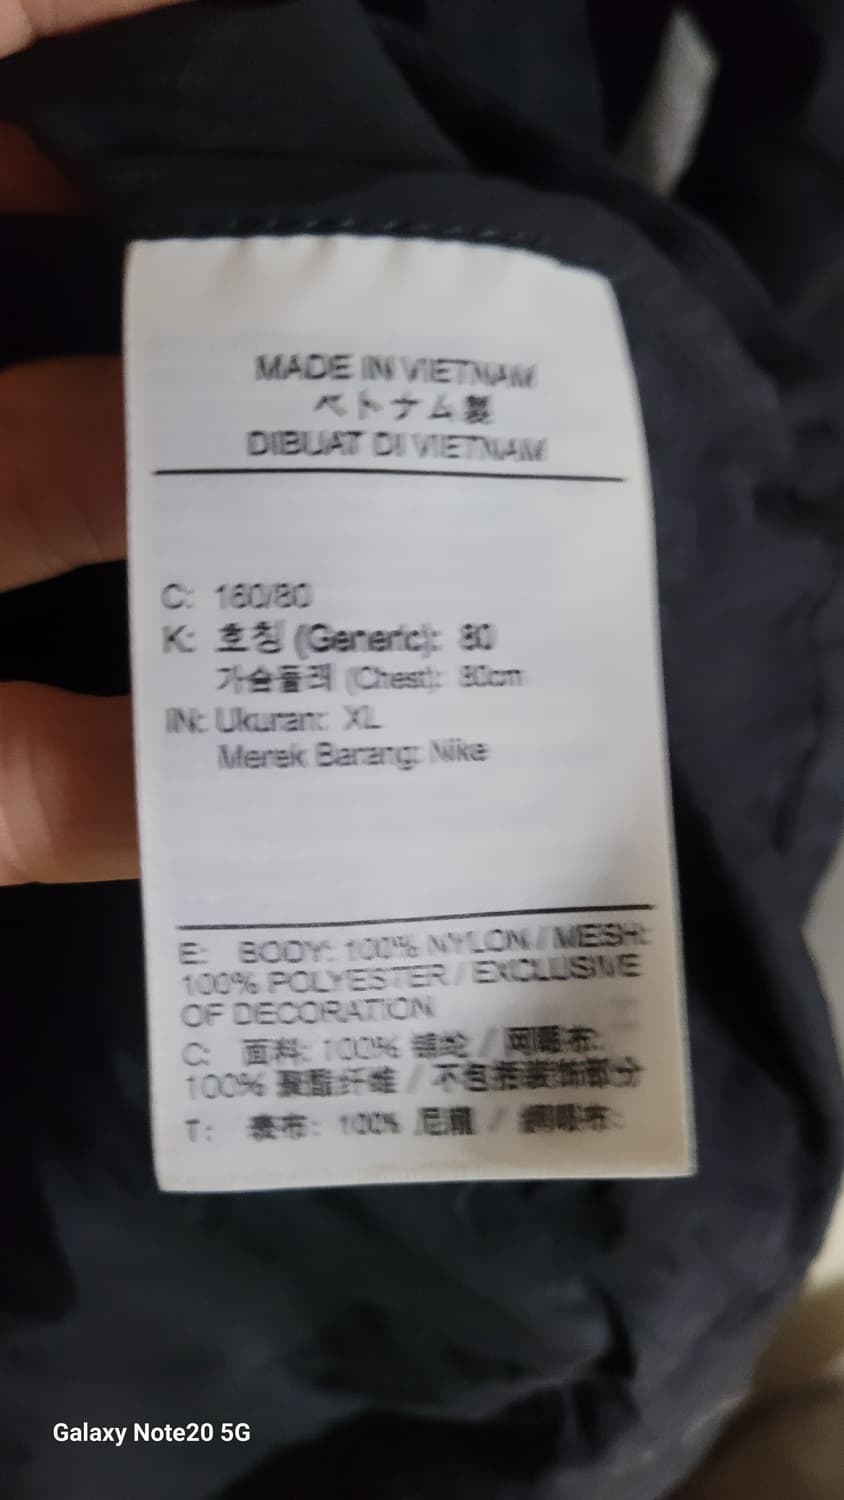 MADE IN VIETNAM
ベトナム製
DIBUAT DI VIETNAM
C: 160/80
K: 호칭 (Generic): 80
가슴둘레 (Chest): 80cm
IN: Ukuran: XL
Merek Barang: Nike
E: BODY: 100% NYLON / MESH:
100% POLYESTER / EXCLUSIVE
OF DECORATION
C: 面料: 100% 锦纶 / 网眼布:
100% 聚酯纤维 / 不包括装饰部分
T: 表布: 100% 尼龍 / 網眼布:
Galaxy Note20 5G